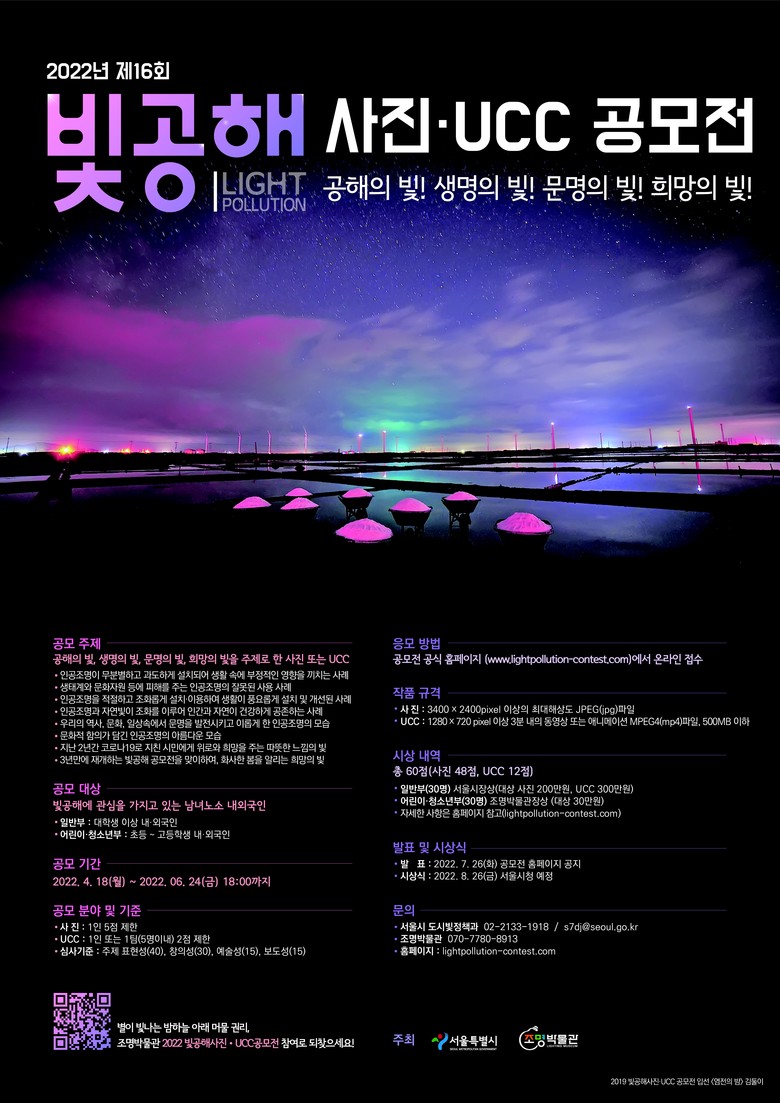 2022년 제16회
빛공해 사진·UCC 공모전
LIGHT
POLLUTION
공해의 빛! 생명의 빛! 문명의 빛! 희망의 빛!
공모 주제
공해의 빛, 생명의 빛, 문명의 빛, 희망의 빛을 주제로 한 사진 또는 UCC
• 인공조명이 무분별하고 과도하게 설치되어 생활 속에 부정적인 영향을 끼치는 사례
• 생태계와 문화자원 등에 피해를 주는 인공조명의 잘못된 사용 사례
• 인공조명을 적절하고 조화롭게 설치·이용하여 생활이 풍요롭게 설치 및 개선된 사례
• 인공조명과 자연빛이 조화를 이루어 인간과 자연이 건강하게 공존하는 사례
• 우리의 역사, 문화, 일상속에서 문명을 발전시키고 이롭게 한 인공조명의 모습
• 문학적 함의가 담긴 인공조명의 아름다운 모습
• 지난 2년간 코로나19로 지친 시민에게 위로와 희망을 주는 따뜻한 느낌의 빛
• 3년만에 재개하는 빛공해 공모전을 맞이하여, 화사한 봄을 알리는 희망의 빛
공모 대상
빛공해에 관심을 가지고 있는 남녀노소 내외국인
• 일반부 : 대학생 이상 내·외국인
• 어린이·청소년부 : 초등 ~ 고등학생 내·외국인
공모 기간
2022. 4. 18(월) ~ 2022. 06. 24(금) 18:00까지
공모 분야 및 기준
• 사 진 : 1인 5점 제한
• UCC : 1인 또는 1팀(5명이내) 2점 제한
• 심사기준 : 주제 표현성(40), 창의성(30), 예술성(15), 보도성(15)
응모 방법
공모전 공식 홈페이지 (www.lightpollution-contest.com)에서 온라인 접수
작품 규격
• 사 진 : 3400 × 2400pixel 이상의 최대해상도 JPEG(jpg)파일
• UCC : 1280 × 720 pixel 이상 3분 내의 동영상 또는 애니메이션 MPEG4(mp4)파일, 500MB 이하
시상 내역
총 60점(사진 48점, UCC 12점)
• 일반부(30명) 서울시장상(대상 사진 200만원, UCC 300만원)
• 어린이·청소년부(30명) 조명박물관장상 (대상 30만원)
• 자세한 사항은 홈페이지 참고(lightpollution-contest.com)
발표 및 시상식
• 발 표 : 2022. 7. 26(화) 공모전 홈페이지 공지
• 시상식 : 2022. 8. 26(금) 서울시청 예정
문의
• 서울시 도시빛정책과 02-2133-1918 / s7dj@seoul.go.kr
• 조명박물관 070-7780-8913
• 홈페이지 : lightpollution-contest.com
별이 빛나는 밤하늘 아래 머물 권리,
조명박물관 2022 빛공해사진·UCC공모전 참여로 되찾으세요!
주최 서울특별시 조명박물관
SEOUL METROPOLITAN GOVERNMENT
LIGHTING MUSEUM
2019 빛공해사진·UCC 공모전 입선 《염전의 밤》 김둘이